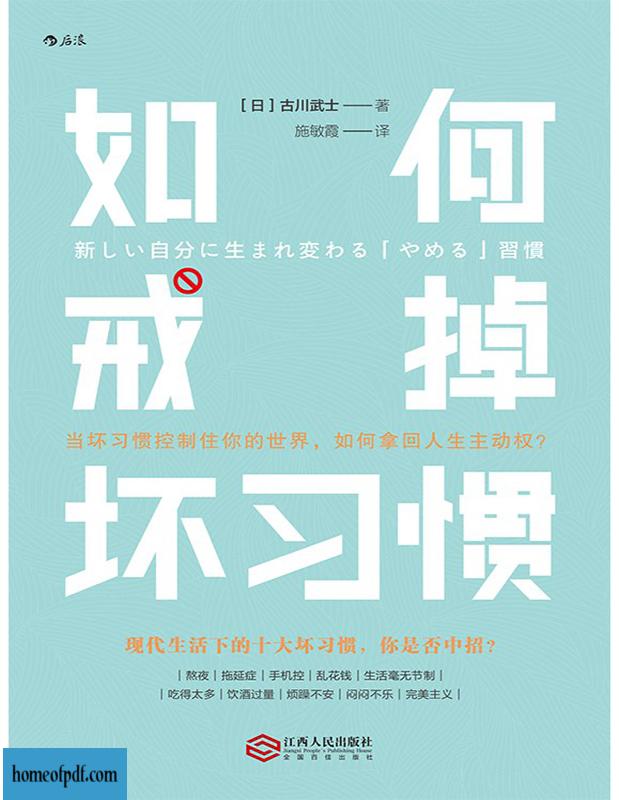 后浪
[日]古川武士——著
施敏霞——译
如何
新しい自分に生まれ変わる「やめる」習慣
戒掉
当坏习惯控制住你的世界，如何拿回人生主动权？
坏习惯
现代生活下的十大坏习惯，你是否中招？
|熬夜|拖延症|手机控|乱花钱|生活毫无节制|
|吃得太多|饮酒过量|烦躁不安|闷闷不乐|完美主义|
江西人民出版社
Jiangxi People's Publishing House
全国百佳出版社
homeofpdf.com